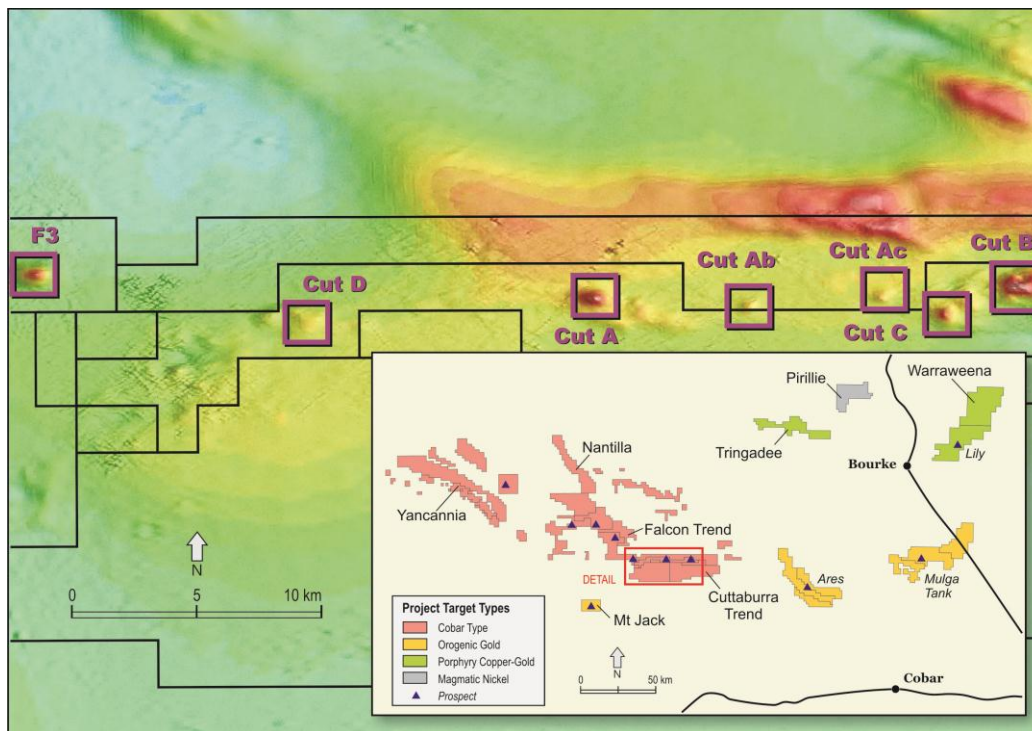 F3
Cut D
Cut A
Cut Ab
Cut Ac
Cut B
Cut C
N
0 5 10 km
Pirillie
Warraweena
Tringadee
Lily
Bourke
Nantilla
Yancannia
Falcon Trend
DETAIL
Cuttaburra
Trend
Ares
Mulga
Tank
Mt Jack
Project Target Types
Cobar Type
Orogenic Gold
Porphyry Copper-Gold
Magmatic Nickel
Prospect
N
0 50 km
Cobar